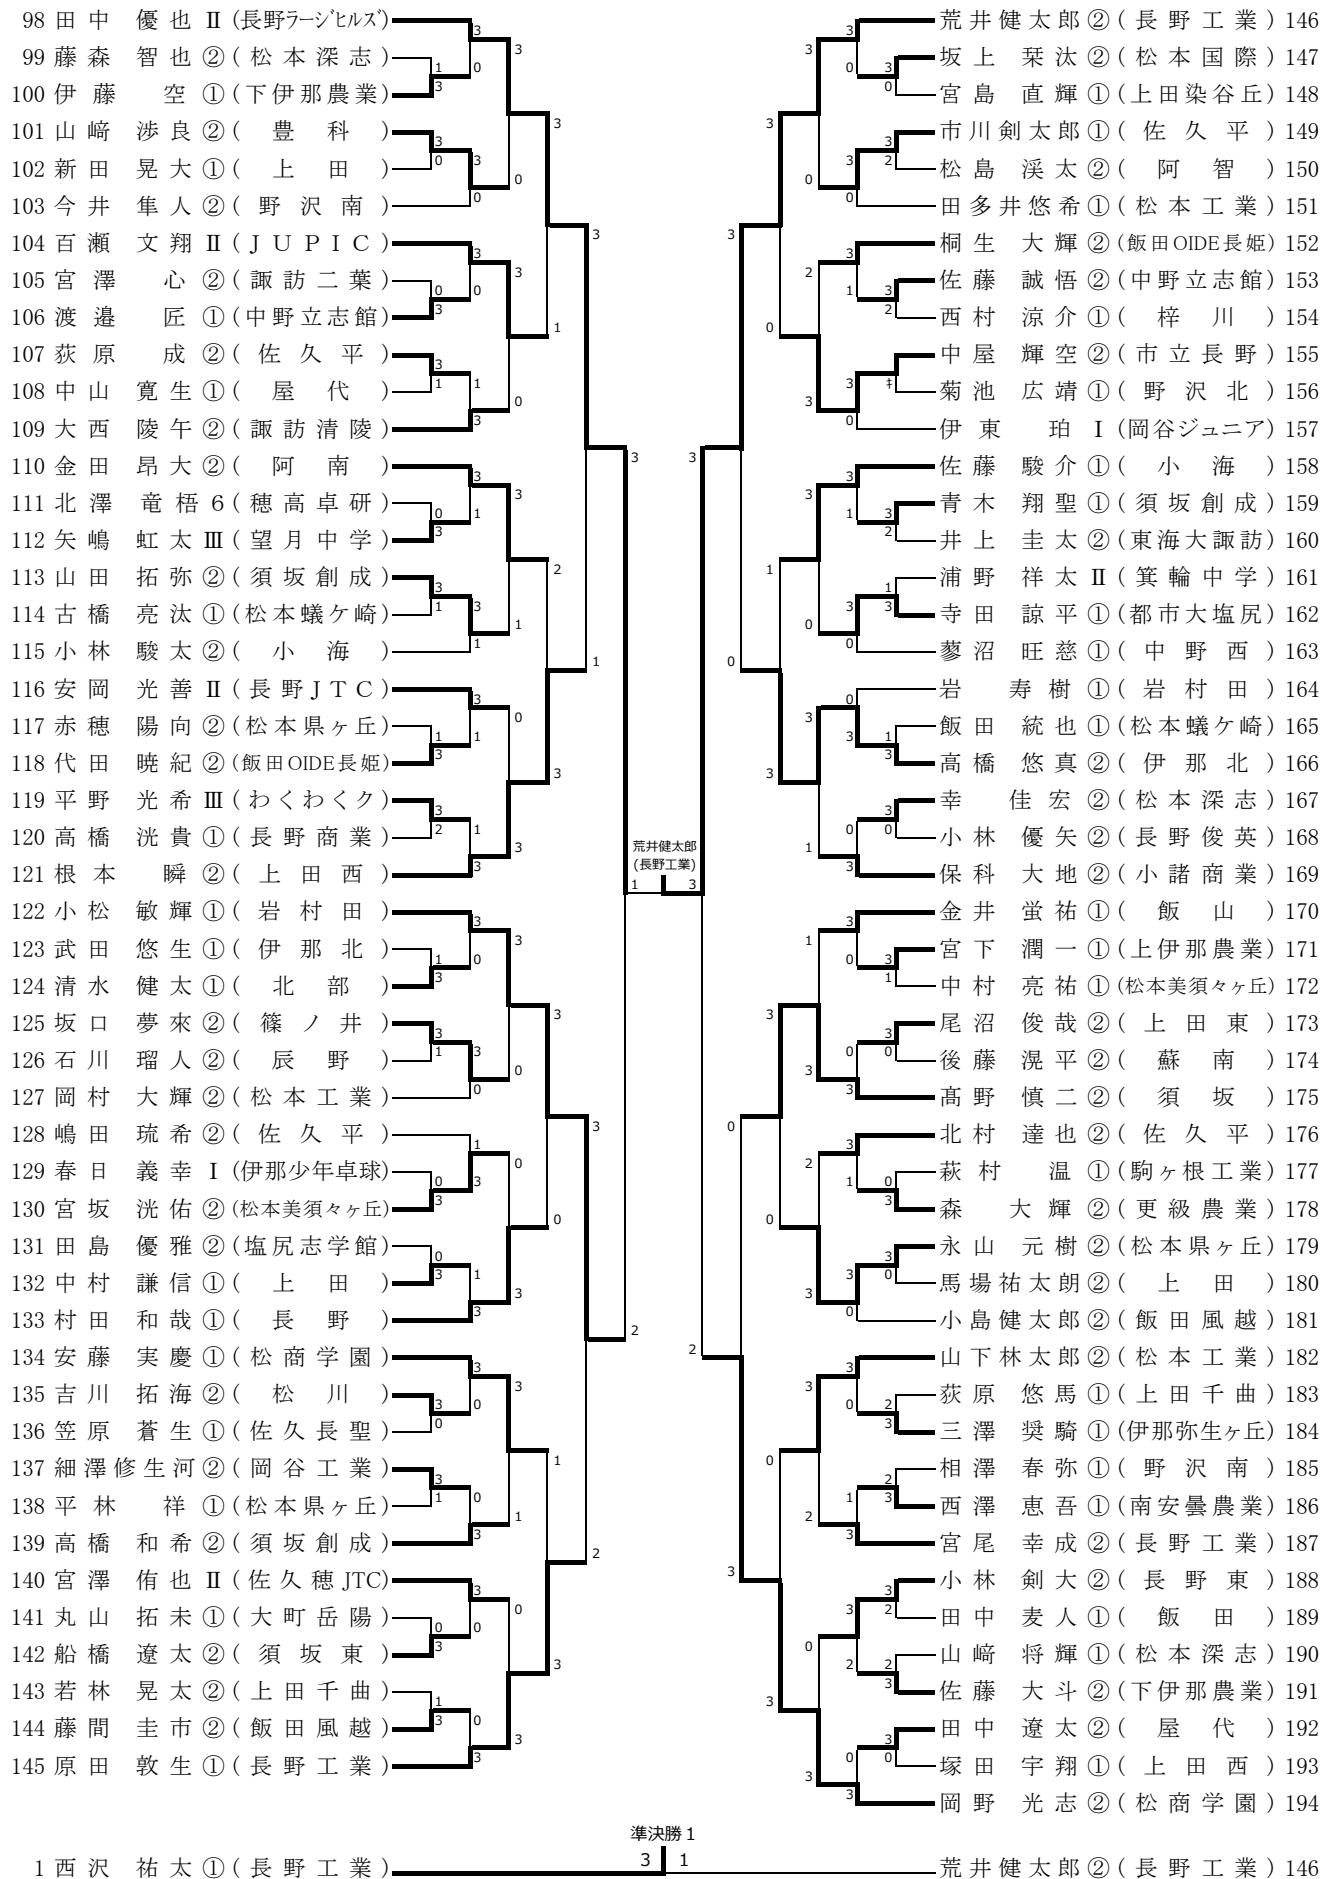 98 田中 優也 Ⅱ (長野ラージヒルズ)
99 藤森 智也 ② (松本深志)
100 伊藤 空 ① (下伊那農業)
101 山﨑 渉良 ② (豊科)
102 新田 晃大 ① (上田)
103 今井 隼人 ② (野沢南)
104 百瀬 文翔 Ⅱ (JUPIC)
105 宮澤 心 ② (諏訪二葉)
106 渡邉 匠 ① (中野立志館)
107 荻原 成 ② (佐久平)
108 中山 寛生 ① (屋代)
109 大西 陵午 ② (諏訪清陵)
110 金田 昂大 ② (阿南)
111 北澤 竜梧 6 (穂高卓研)
112 矢嶋 虹太 Ⅲ (望月中学)
113 山田 拓弥 ② (須坂創成)
114 古橋 亮汰 ① (松本蟻ケ崎)
115 小林 駿太 ② (小海)
116 安岡 光善 Ⅱ (長野JTC)
117 赤穂 陽向 ② (松本県ヶ丘)
118 代田 暁紀 ② (飯田OIDE長姫)
119 平野 光希 Ⅲ (わくわくク)
120 高橋 洸貴 ① (長野商業)
121 根本 瞬 ② (上田西)
122 小松 敏輝 ① (岩村田)
123 武田 悠生 ① (伊那北)
124 清水 健太 ① (北部)
125 坂口 夢來 ② (篠ノ井)
126 石川 瑠人 ② (辰野)
127 岡村 大輝 ② (松本工業)
128 嶋田 琉希 ② (佐久平)
129 春日 義幸 Ⅰ (伊那少年卓球)
130 宮坂 洸佑 ② (松本美須々ヶ丘)
131 田島 優雅 ② (塩尻志学館)
132 中村 謙信 ① (上田)
133 村田 和哉 ① (長野)
134 安藤 実慶 ① (松商学園)
135 吉川 拓海 ② (松川)
136 笠原 蒼生 ① (佐久長聖)
137 細澤修生河 ② (岡谷工業)
138 平林 祥 ① (松本県ヶ丘)
139 高橋 和希 ② (須坂創成)
140 宮澤 侑也 Ⅱ (佐久穂JTC)
141 丸山 拓未 ① (大町岳陽)
142 船橋 遼太 ② (須坂東)
143 若林 晃太 ② (上田千曲)
144 藤間 圭市 ② (飯田風越)
145 原田 敦生 ① (長野工業)
荒井健太郎
(長野工業)
1 3
荒井健太郎 ② (長野工業) 146
坂上 栞汰 ② (松本国際) 147
宮島 直輝 ① (上田染谷丘) 148
市川剣太郎 ① (佐久平) 149
松島 渓太 ② (阿智) 150
田多井悠希 ① (松本工業) 151
桐生 大輝 ② (飯田OIDE長姫) 152
佐藤 誠悟 ② (中野立志館) 153
西村 涼介 ① (梓川) 154
中屋 輝空 ② (市立長野) 155
菊池 広靖 ① (野沢北) 156
伊東 珀 Ⅰ (岡谷ジュニア) 157
佐藤 駿介 ① (小海) 158
青木 翔聖 ① (須坂創成) 159
井上 圭太 ② (東海大諏訪) 160
浦野 祥太 Ⅱ (箕輪中学) 161
寺田 諒平 ① (都市大塩尻) 162
蓼沼 旺慈 ① (中野西) 163
岩 寿樹 ① (岩村田) 164
飯田 統也 ① (松本蟻ケ崎) 165
高橋 悠真 ② (伊那北) 166
幸 佳宏 ② (松本深志) 167
小林 優矢 ② (長野俊英) 168
保科 大地 ② (小諸商業) 169
金井 蛍祐 ① (飯山) 170
宮下 潤一 ① (上伊那農業) 171
中村 亮祐 ① (松本美須々ヶ丘) 172
尾沼 俊哉 ② (上田東) 173
後藤 滉平 ② (蘇南) 174
髙野 慎二 ② (須坂) 175
北村 達也 ② (佐久平) 176
萩村 温 ① (駒ヶ根工業) 177
森 大輝 ② (更級農業) 178
永山 元樹 ② (松本県ヶ丘) 179
馬場祐太朗 ② (上田) 180
小島健太郎 ② (飯田風越) 181
山下林太郎 ② (松本工業) 182
荻原 悠馬 ① (上田千曲) 183
三澤 奨騎 ① (伊那弥生ヶ丘) 184
相澤 春弥 ① (野沢南) 185
西澤 恵吾 ① (南安曇農業) 186
宮尾 幸成 ② (長野工業) 187
小林 剣大 ② (長野東) 188
田中 麦人 ① (飯田) 189
山﨑 将輝 ① (松本深志) 190
佐藤 大斗 ② (下伊那農業) 191
田中 遼太 ② (屋代) 192
塚田 宇翔 ① (上田西) 193
岡野 光志 ② (松商学園) 194
準決勝1
1 西沢 祐太 ① (長野工業) 3 1 荒井健太郎 ② (長野工業) 146